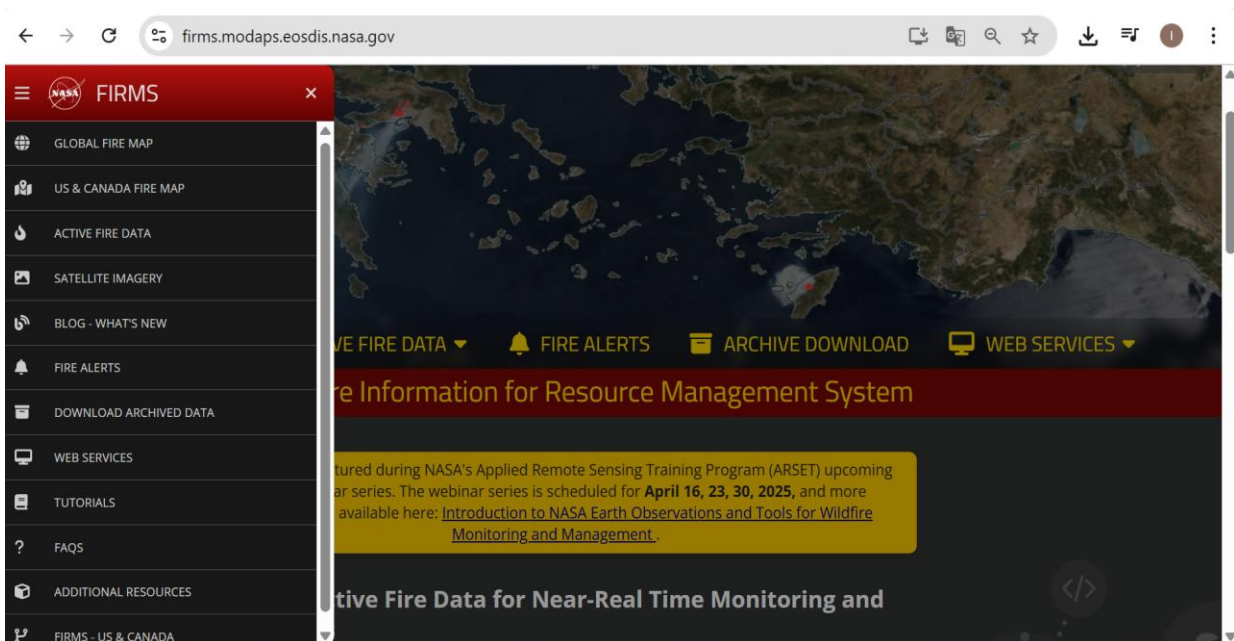 firms.modaps.eosdis.nasa.gov
I
NASA FIRMS
GLOBAL FIRE MAP
US & CANADA FIRE MAP
ACTIVE FIRE DATA
SATELLITE IMAGERY
BLOG - WHAT'S NEW
FIRE ALERTS
DOWNLOAD ARCHIVED DATA
WEB SERVICES
TUTORIALS
FAQS
ADDITIONAL RESOURCES
FIRMS - US & CANADA
VE FIRE DATA FIRE ALERTS ARCHIVE DOWNLOAD WEB SERVICES
re Information for Resource Management System
tured during NASA's Applied Remote Sensing Training Program (ARSET) upcoming
ar series. The webinar series is scheduled for April 16, 23, 30, 2025, and more
available here: Introduction to NASA Earth Observations and Tools for Wildfire
Monitoring and Management .
tive Fire Data for Near-Real Time Monitoring and